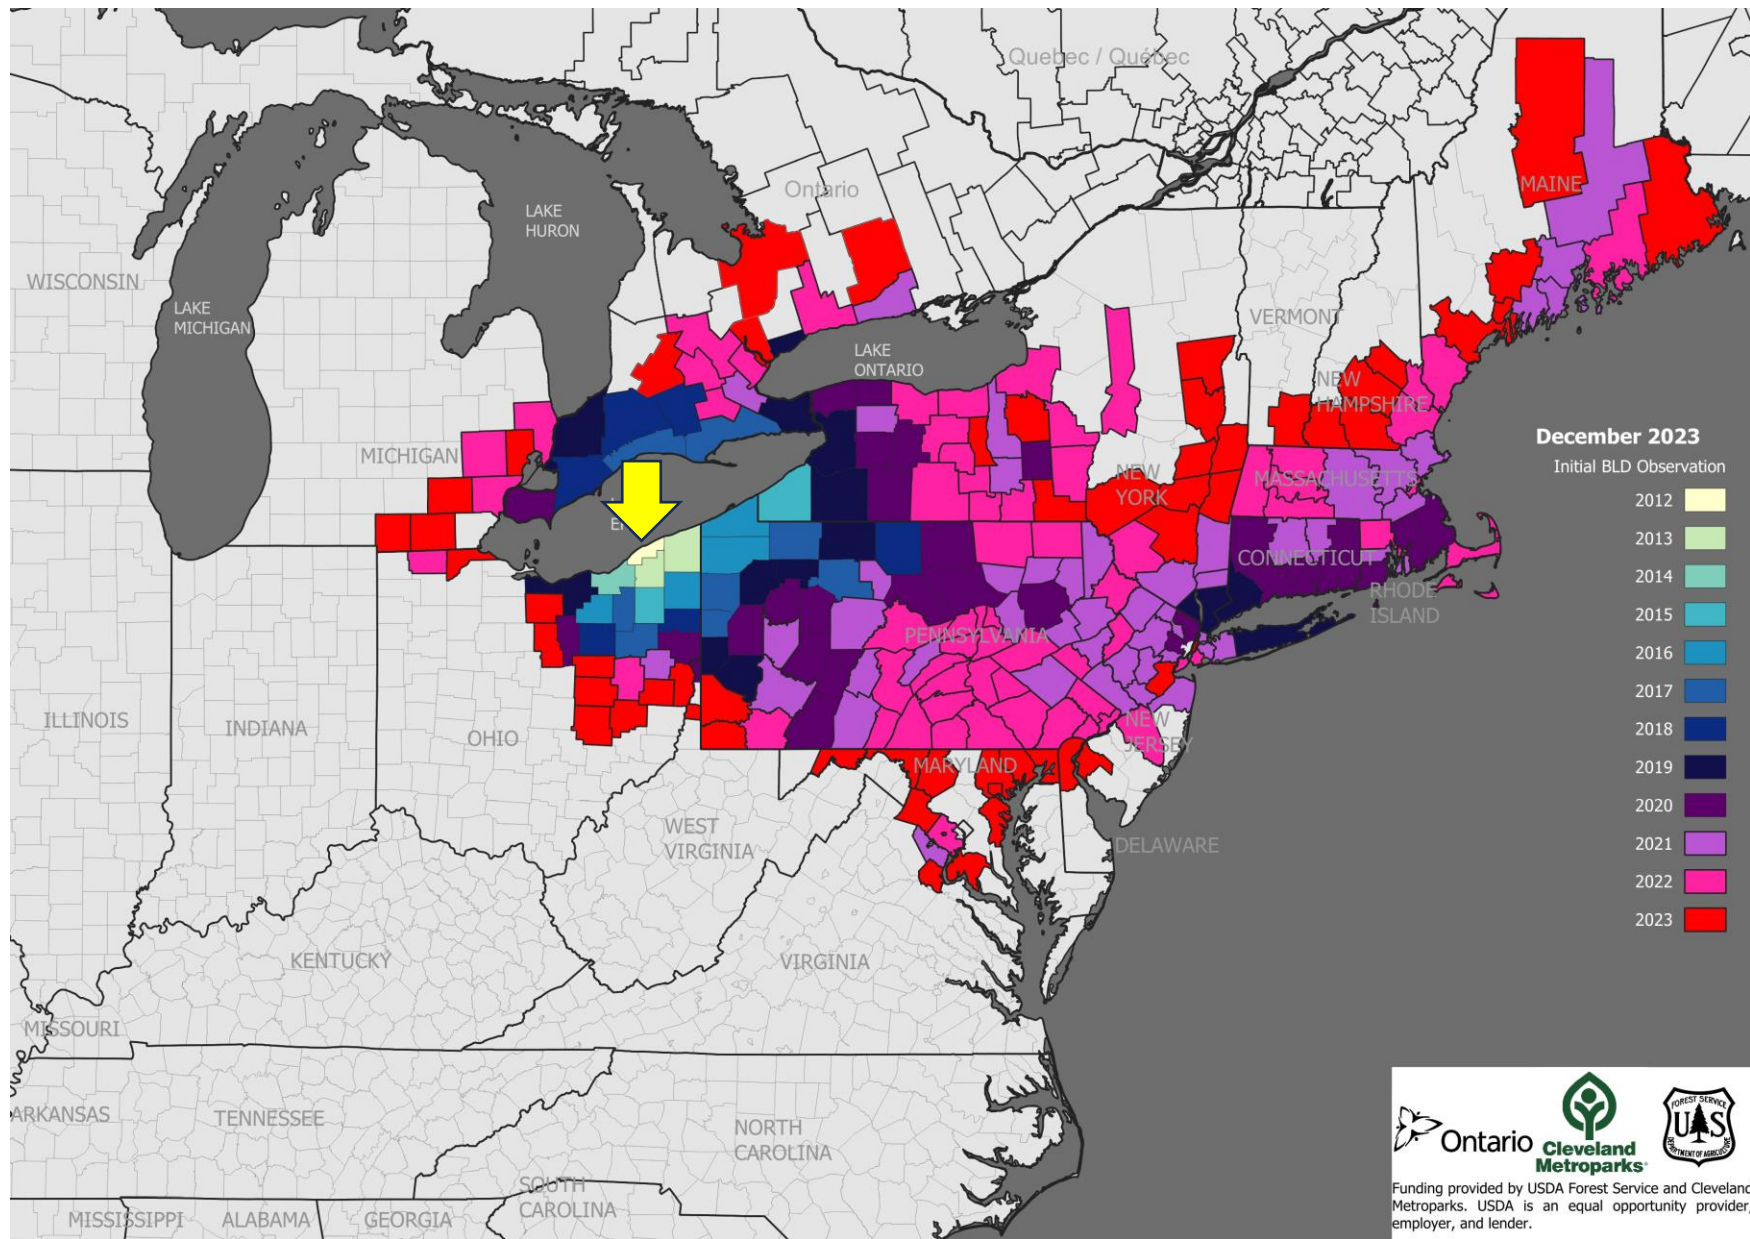 Quebec / Québec
Ontario
MAINE
LAKE
HURON
WISCONSIN
LAKE
MICHIGAN
VERMONT
LAKE
ONTARIO
NEW
HAMPSHIRE
MICHIGAN
NEW
YORK
MASSACHUSETTS
CONNECTICUT
RHODE
ISLAND
PENNSYLVANIA
ILLINOIS
INDIANA
OHIO
NEW
JERSEY
MARYLAND
WEST
VIRGINIA
DELAWARE
KENTUCKY
VIRGINIA
MISSOURI
ARKANSAS
TENNESSEE
NORTH
CAROLINA
SOUTH
CAROLINA
MISSISSIPPI
ALABAMA
GEORGIA
December 2023
Initial BLD Observation
2012
2013
2014
2015
2016
2017
2018
2019
2020
2021
2022
2023
Ontario
Cleveland
Metroparks
FOREST SERVICE
US
DEPARTMENT OF AGRICULTURE
Funding provided by USDA Forest Service and Cleveland
Metroparks. USDA is an equal opportunity provider,
employer, and lender.